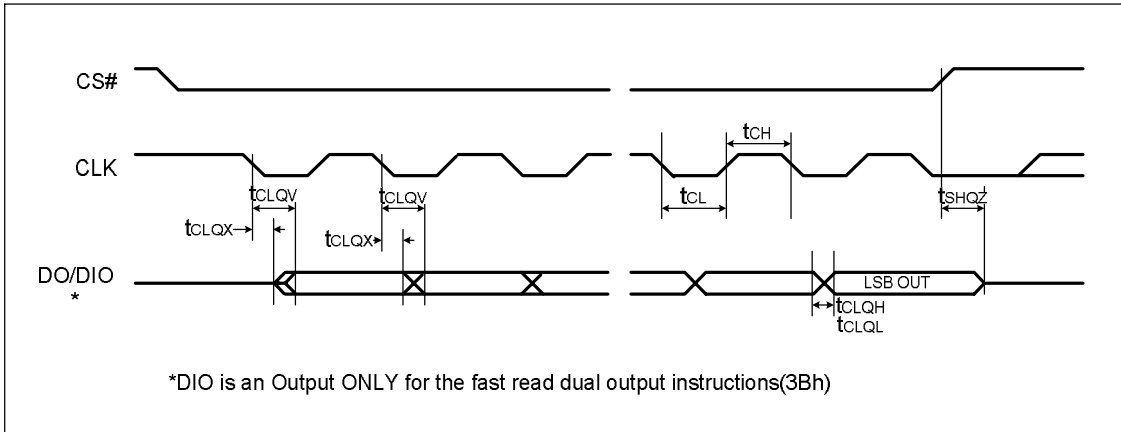 CS#
tCH
CLK
tCLQV
tCLQV
tCL
tSHQZ
tCLQX
tCLQX
DO/DIO
*
LSB OUT
tCLQH
tCLQL
*DIO is an Output ONLY for the fast read dual output instructions(3Bh)